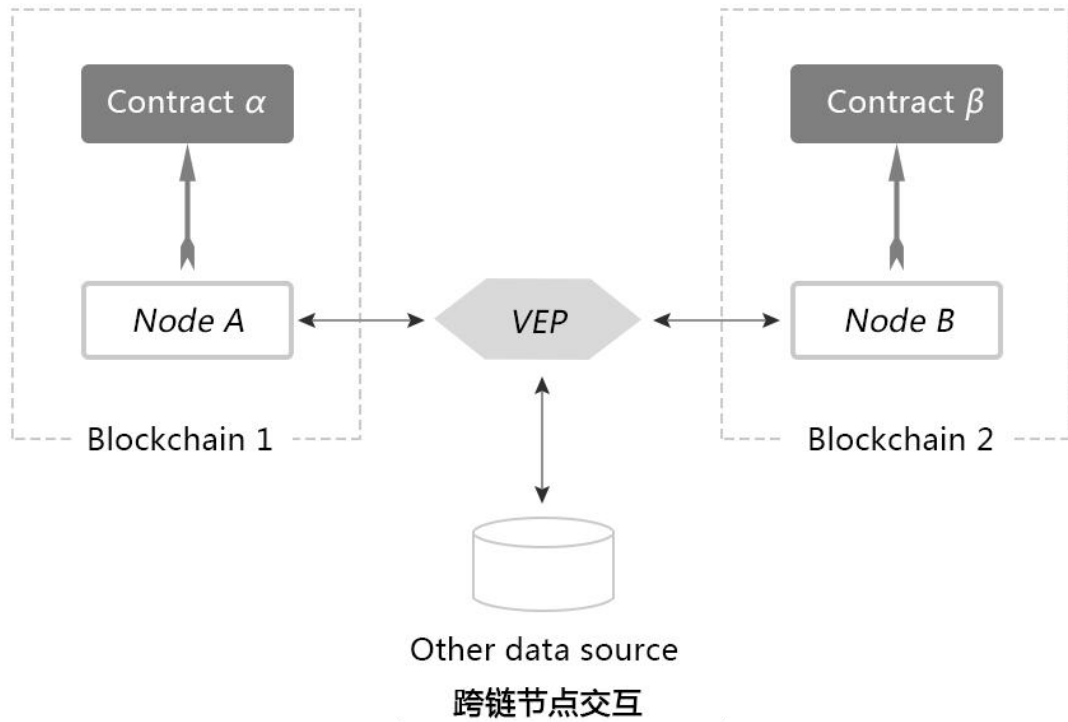 Contract α
Contract β
Node A
VEP
Node B
Blockchain 1
Blockchain 2
Other data source
跨链节点交互